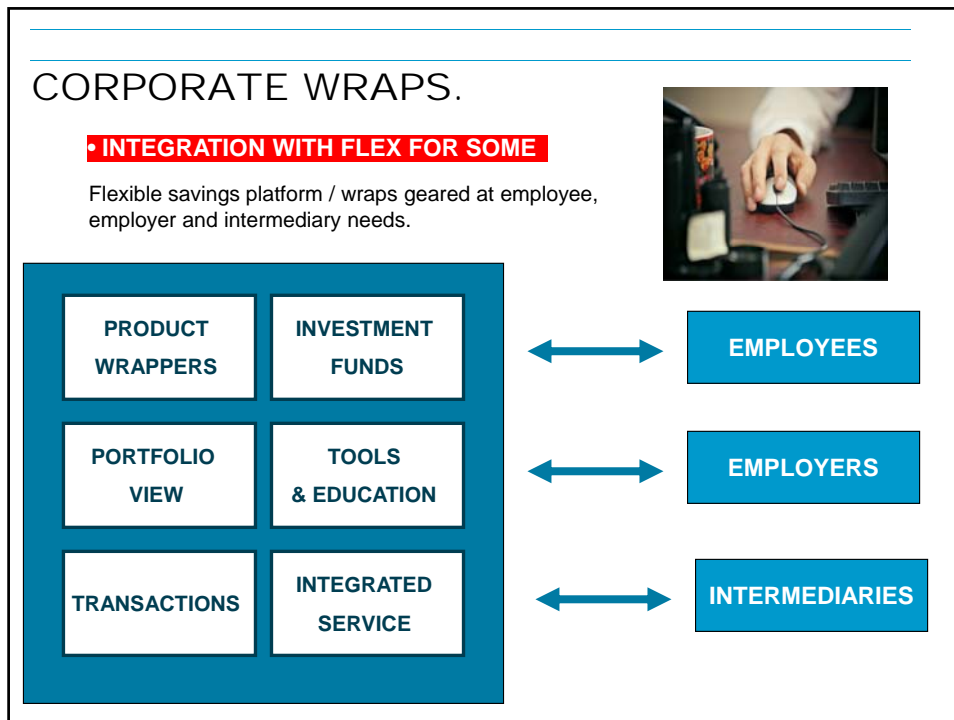 CORPORATE WRAPS.
• INTEGRATION WITH FLEX FOR SOME
Flexible savings platform / wraps geared at employee,
employer and intermediary needs.
PRODUCT
WRAPPERS
INVESTMENT
FUNDS
EMPLOYEES
PORTFOLIO
VIEW
TOOLS
& EDUCATION
EMPLOYERS
TRANSACTIONS
INTEGRATED
SERVICE
INTERMEDIARIES